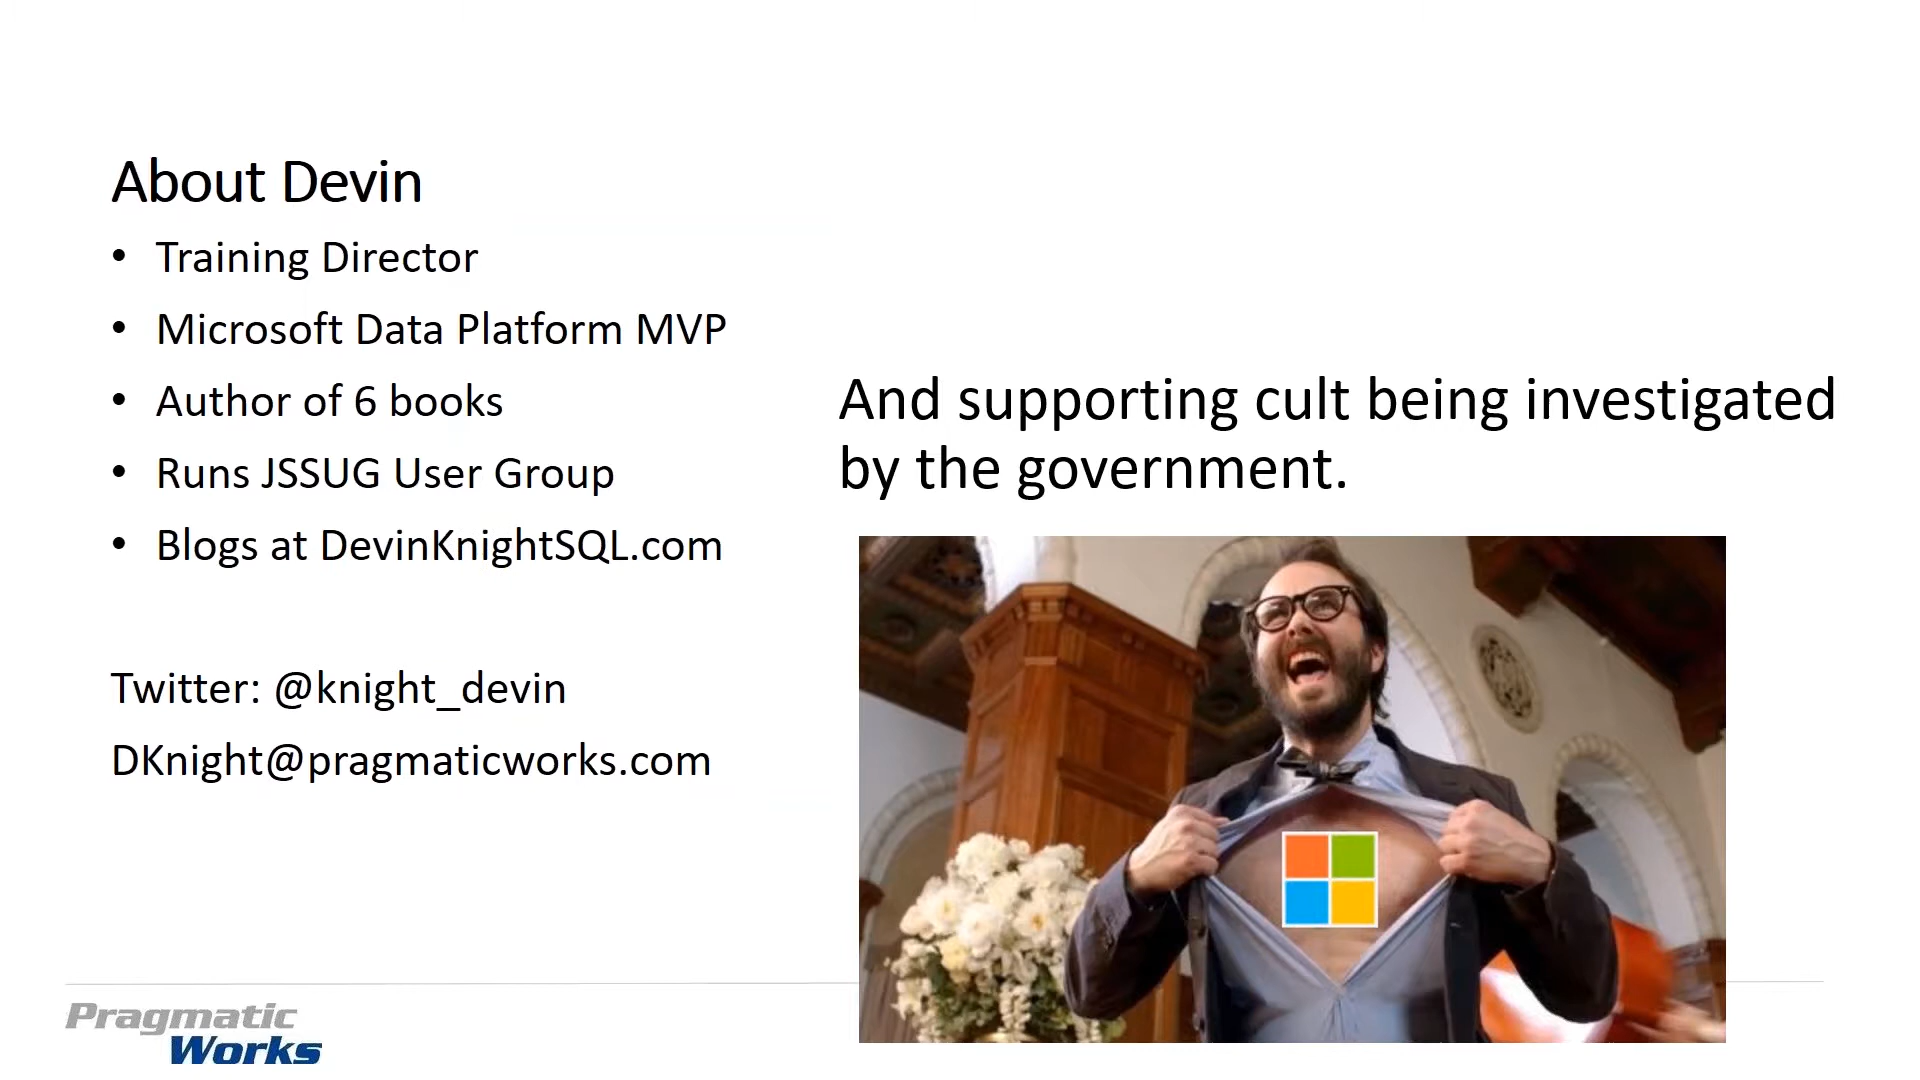 About Devin
• Training Director
• Microsoft Data Platform MVP
• Author of 6 books
• Runs JSSUG User Group
• Blogs at DevinKnightSQL.com
Twitter: @knight_devin
DKnight@pragmaticworks.com
And supporting cult being investigated
by the government.
Pragmatic
Works